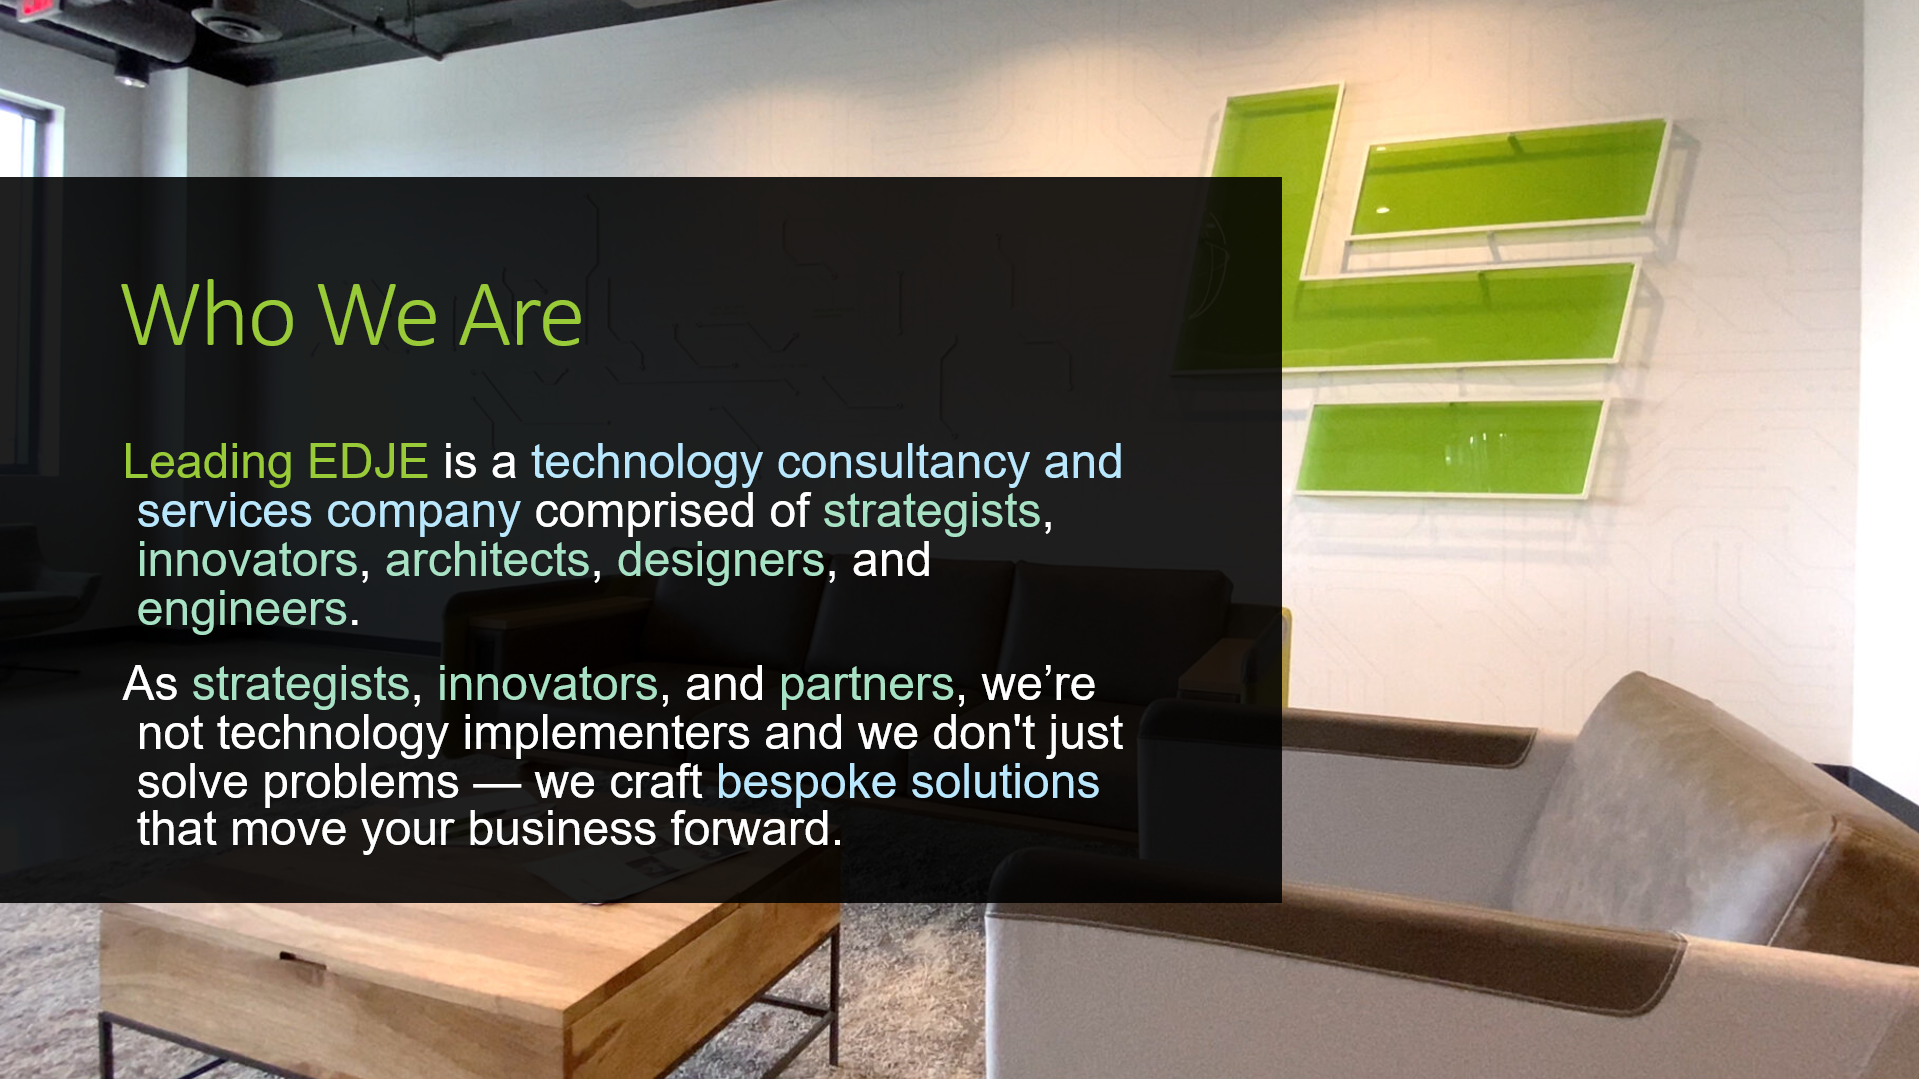 Who We Are
Leading EDJE is a technology consultancy and
services company comprised of strategists,
innovators, architects, designers, and
engineers.
As strategists, innovators, and partners, we’re
not technology implementers and we don't just
solve problems — we craft bespoke solutions
that move your business forward.